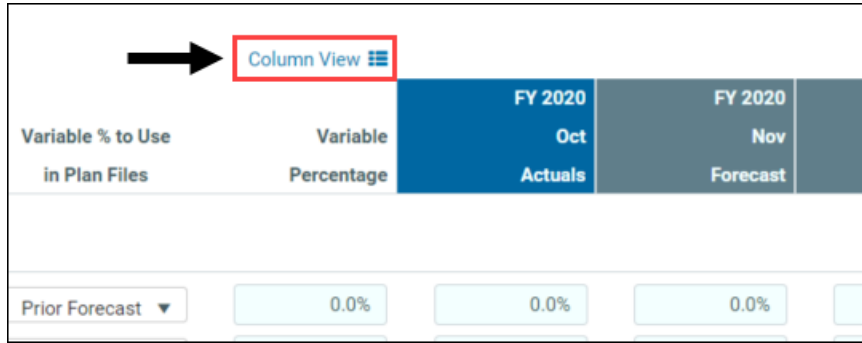 Column View
FY 2020 FY 2020
Variable % to Use Variable Oct Nov
in Plan Files Percentage Actuals Forecast
Prior Forecast 0.0% 0.0% 0.0%